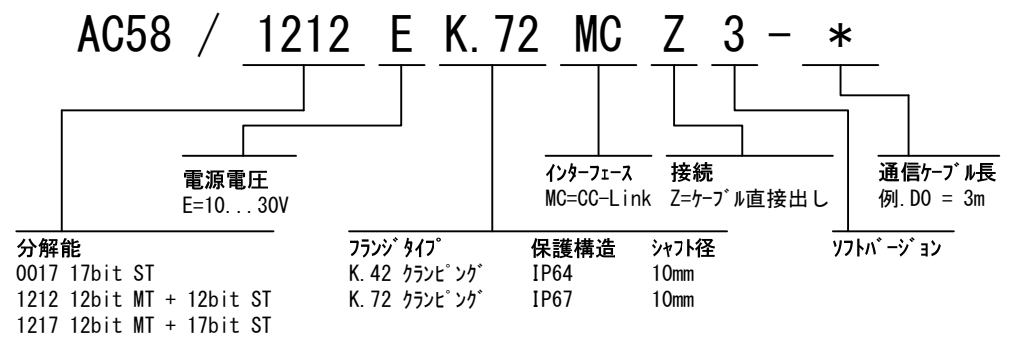 AC58 / 1212 E K.72 MC Z 3 - *
電源電圧
E=10...30V
インターフェース
MC=CC-Link
接続
Z=ケーブル直接出し
通信ケーブル長
例.D0 = 3m
分解能
0017 17bit ST
1212 12bit MT + 12bit ST
1217 12bit MT + 17bit ST
フランジタイプ 保護構造 シャフト径
K.42 クランピング IP64 10mm
K.72 クランピング IP67 10mm
ソフトバージョン